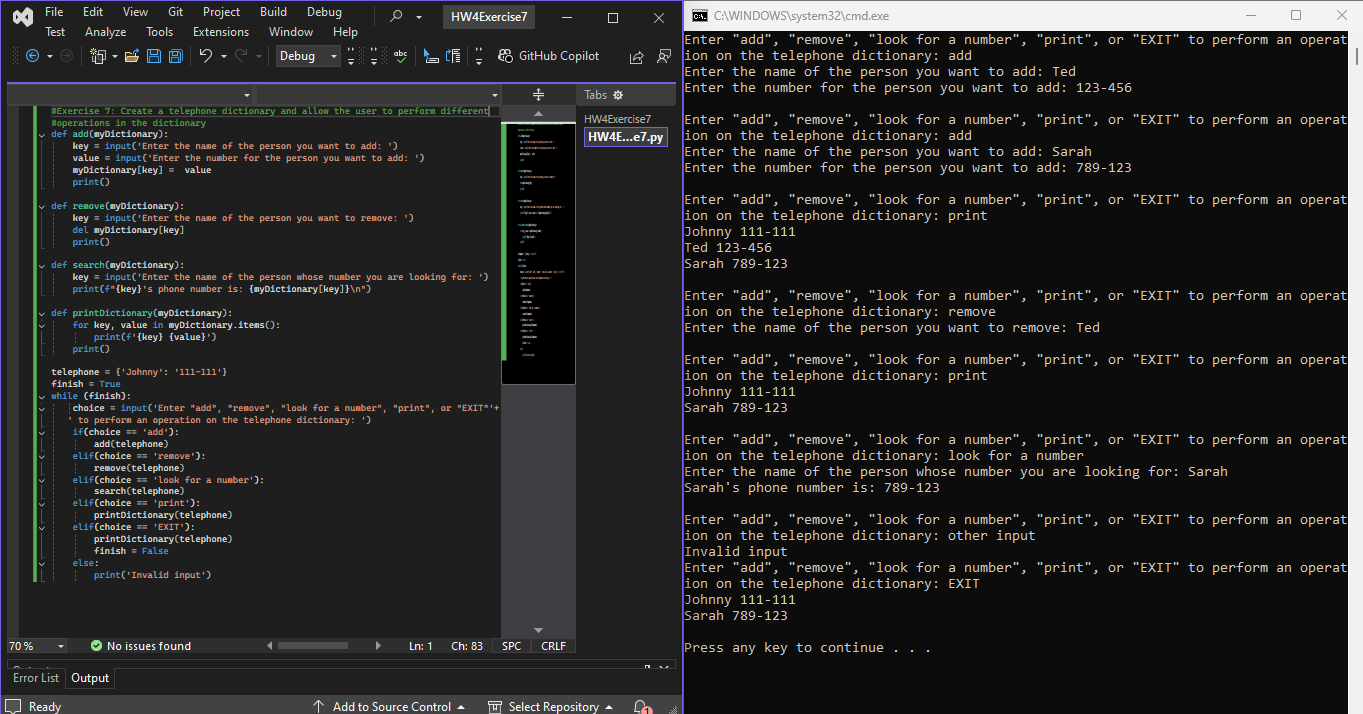 File Edit View Git Project Build Debug
Test Analyze Tools Extensions Window Help
HW4Exercise7
Debug
GitHub Copilot
#Exercise 7: Create a telephone dictionary and allow the user to perform different
#operations in the dictionary
def add(myDictionary):
key = input('Enter the name of the person you want to add: ')
value = input('Enter the number for the person you want to add: ')
myDictionary[key] =  value
print()
def remove(myDictionary):
key = input('Enter the name of the person you want to remove: ')
del myDictionary[key]
print()
def search(myDictionary):
key = input('Enter the name of the person whose number you are looking for: ')
print(f"{key}'s phone number is: {myDictionary[key]}\n")
def printDictionary(myDictionary):
for key, value in myDictionary.items():
print(f'{key} {value}')
print()
telephone = {'Johnny': '111-111'}
finish = True
while (finish):
choice = input('Enter "add", "remove", "look for a number", "print", or "EXIT"'+
' to perform an operation on the telephone dictionary: ')
if(choice == 'add'):
add(telephone)
elif(choice == 'remove'):
remove(telephone)
elif(choice == 'look for a number'):
search(telephone)
elif(choice == 'print'):
printDictionary(telephone)
elif(choice == 'EXIT'):
printDictionary(telephone)
finish = False
else:
print('Invalid input')
Tabs
HW4Exercise7
HW4E...e7.py
70 % No issues found Ln: 1 Ch: 83 SPC CRLF
Error List Output
Ready Add to Source Control Select Repository 1
C:\WINDOWS\system32\cmd.exe
Enter "add", "remove", "look for a number", "print", or "EXIT" to perform an operat
ion on the telephone dictionary: add
Enter the name of the person you want to add: Ted
Enter the number for the person you want to add: 123-456
Enter "add", "remove", "look for a number", "print", or "EXIT" to perform an operat
ion on the telephone dictionary: add
Enter the name of the person you want to add: Sarah
Enter the number for the person you want to add: 789-123
Enter "add", "remove", "look for a number", "print", or "EXIT" to perform an operat
ion on the telephone dictionary: print
Johnny 111-111
Ted 123-456
Sarah 789-123
Enter "add", "remove", "look for a number", "print", or "EXIT" to perform an operat
ion on the telephone dictionary: remove
Enter the name of the person you want to remove: Ted
Enter "add", "remove", "look for a number", "print", or "EXIT" to perform an operat
ion on the telephone dictionary: print
Johnny 111-111
Sarah 789-123
Enter "add", "remove", "look for a number", "print", or "EXIT" to perform an operat
ion on the telephone dictionary: look for a number
Enter the name of the person whose number you are looking for: Sarah
Sarah's phone number is: 789-123
Enter "add", "remove", "look for a number", "print", or "EXIT" to perform an operat
ion on the telephone dictionary: other input
Invalid input
Enter "add", "remove", "look for a number", "print", or "EXIT" to perform an operat
ion on the telephone dictionary: EXIT
Johnny 111-111
Sarah 789-123
Press any key to continue . . .